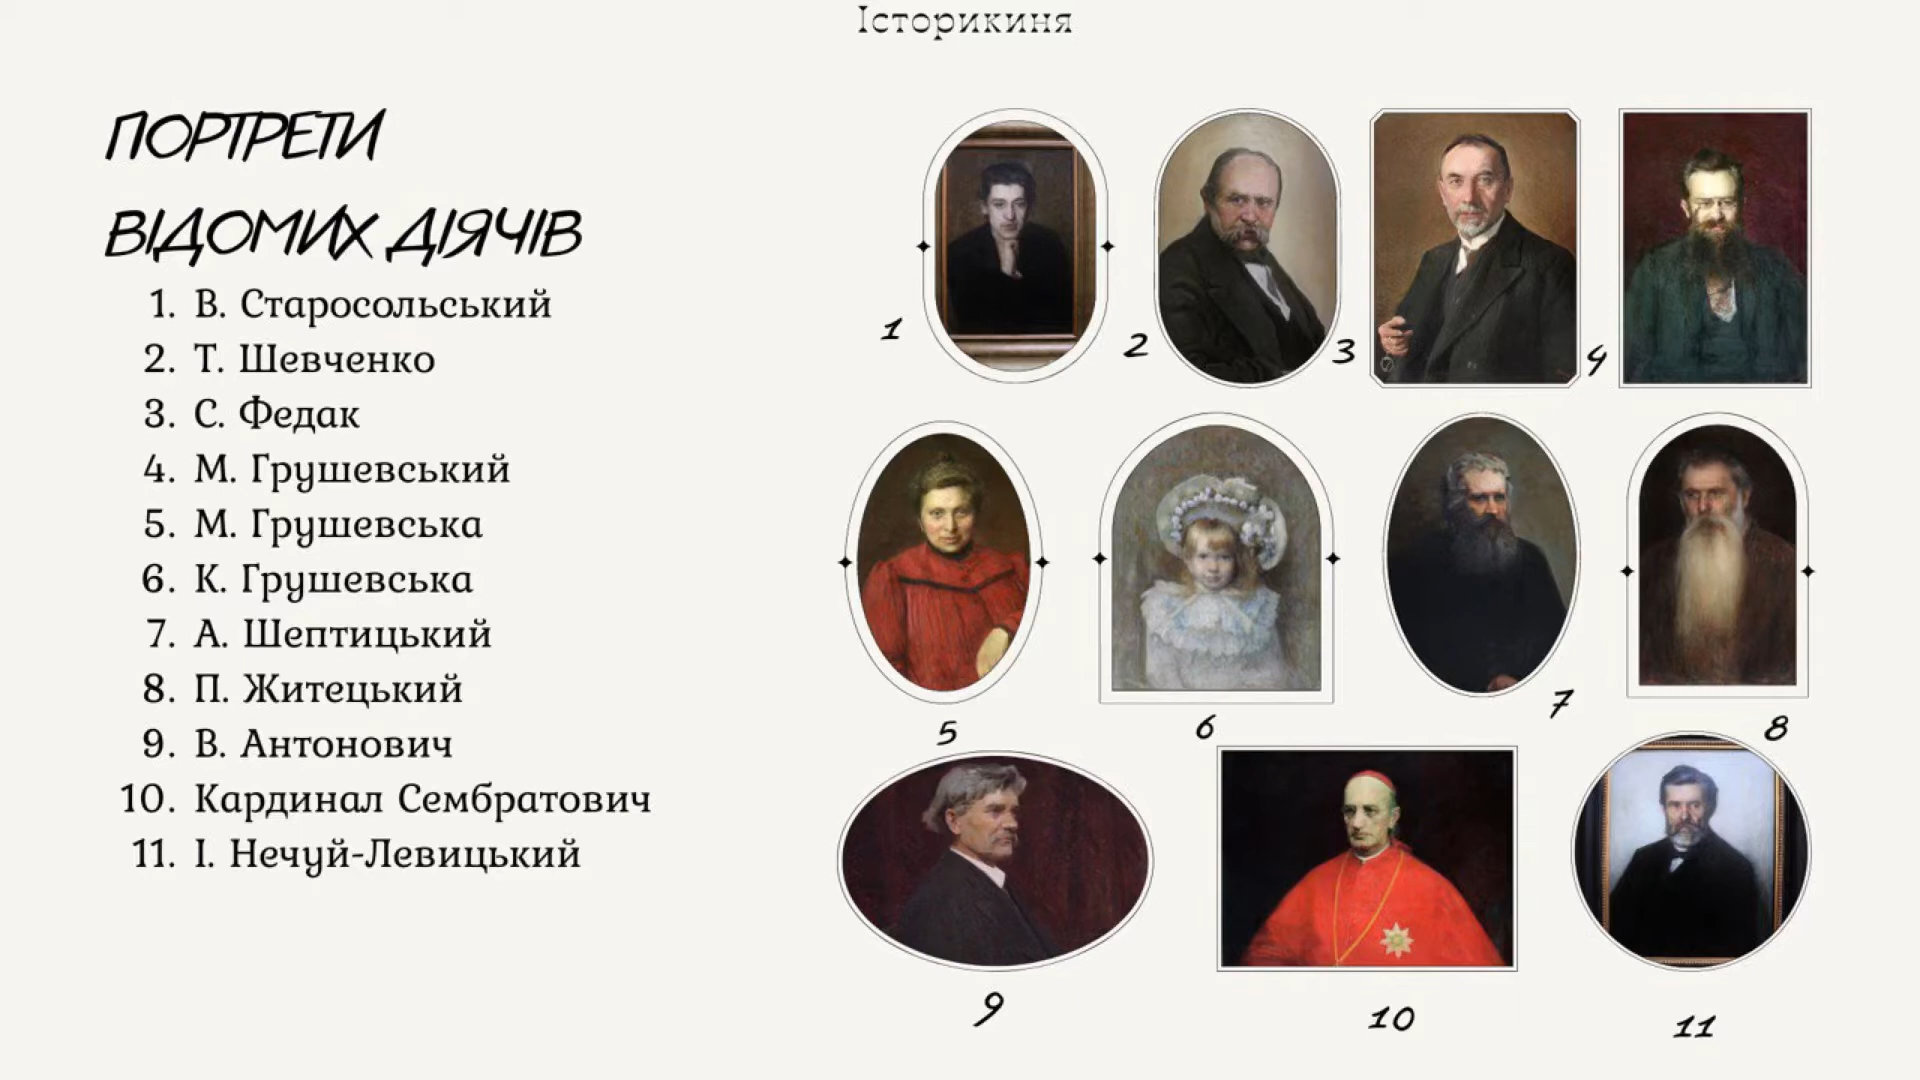 Історикиня
ПОРТРЕТИ
ВІДОМИХ ДІЯЧІВ
1. В. Старосольський
2. Т. Шевченко
3. С. Федак
4. М. Грушевський
5. М. Грушевська
6. К. Грушевська
7. А. Шептицький
8. П. Житецький
9. В. Антонович
10. Кардинал Сембратович
11. І. Нечуй-Левицький
1
2
3
4
5
6
7
8
9
10
11